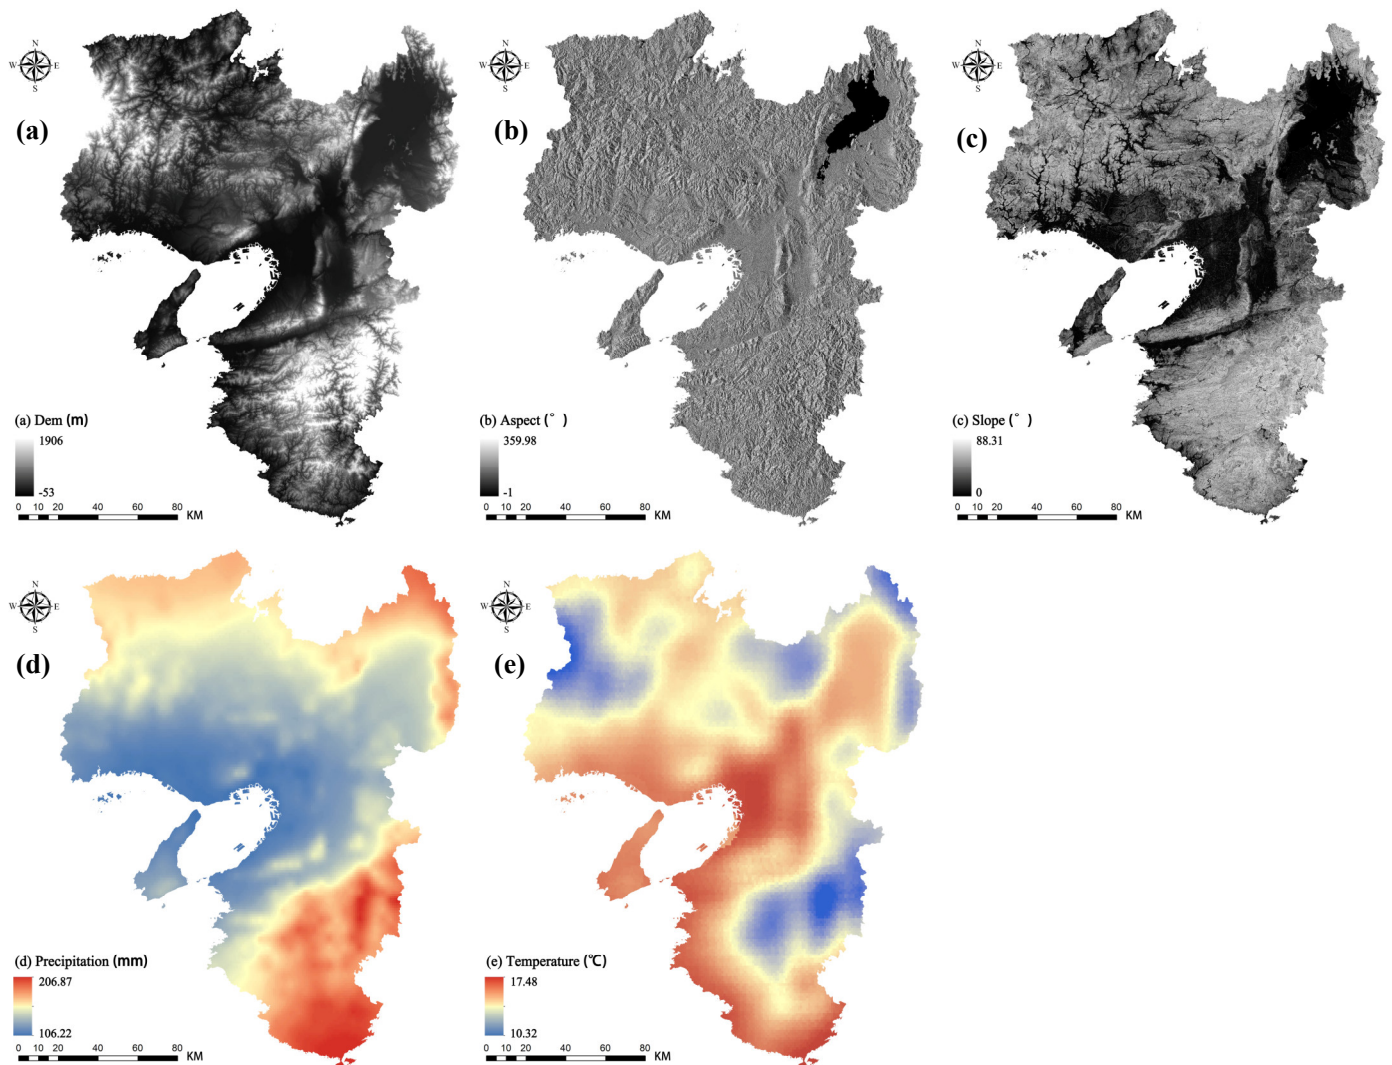 N
W E
S
(a)
(a) Dem (m)
1906
-53
0 10 20 40 60 80
KM
N
W E
S
(b)
(b) Aspect (° )
359.98
-1
0 10 20 40 60 80
KM
N
W E
S
(c)
(c) Slope (° )
88.31
0
0 10 20 40 60 80
KM
N
W E
S
(d)
(d) Precipitation (mm)
206.87
106.22
0 10 20 40 60 80
KM
N
W E
S
(e)
(e) Temperature (℃)
17.48
10.32
0 10 20 40 60 80
KM